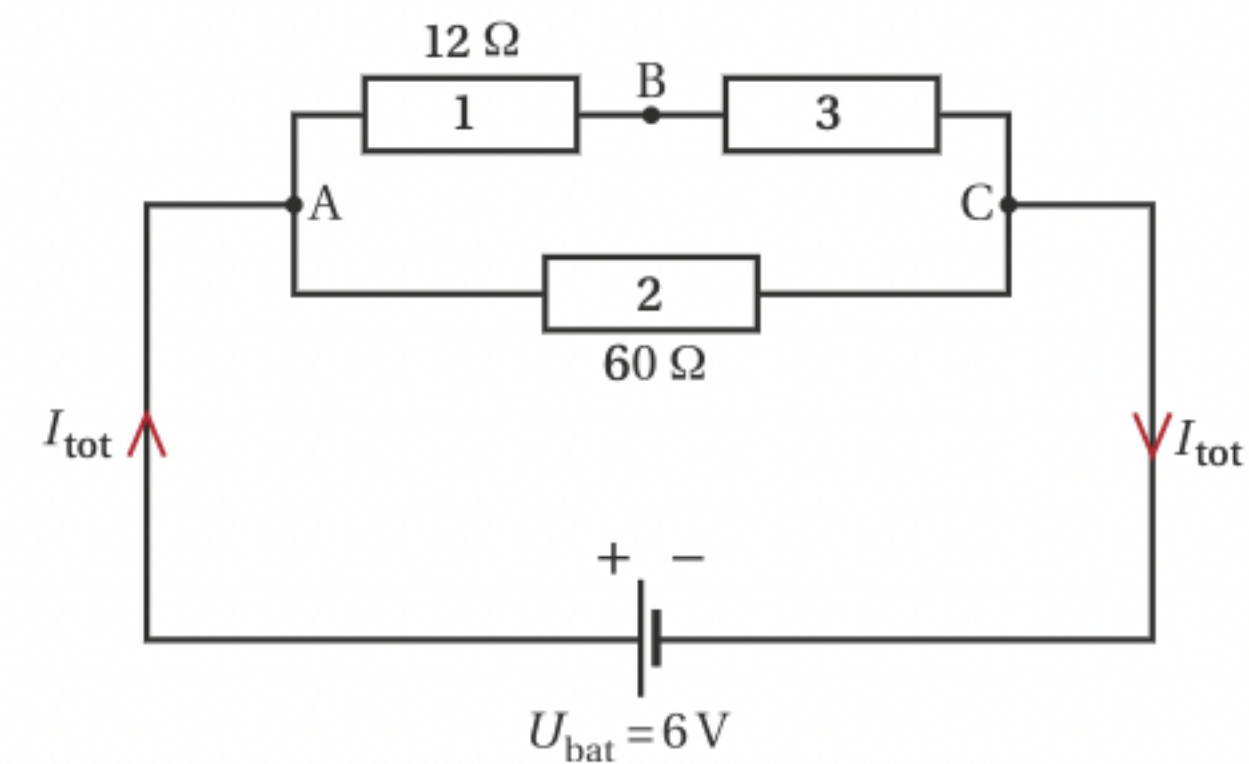 12 Ω
B
1
3
A
C
2
60 Ω
I_tot
I_tot
+ −
U_bat = 6 V